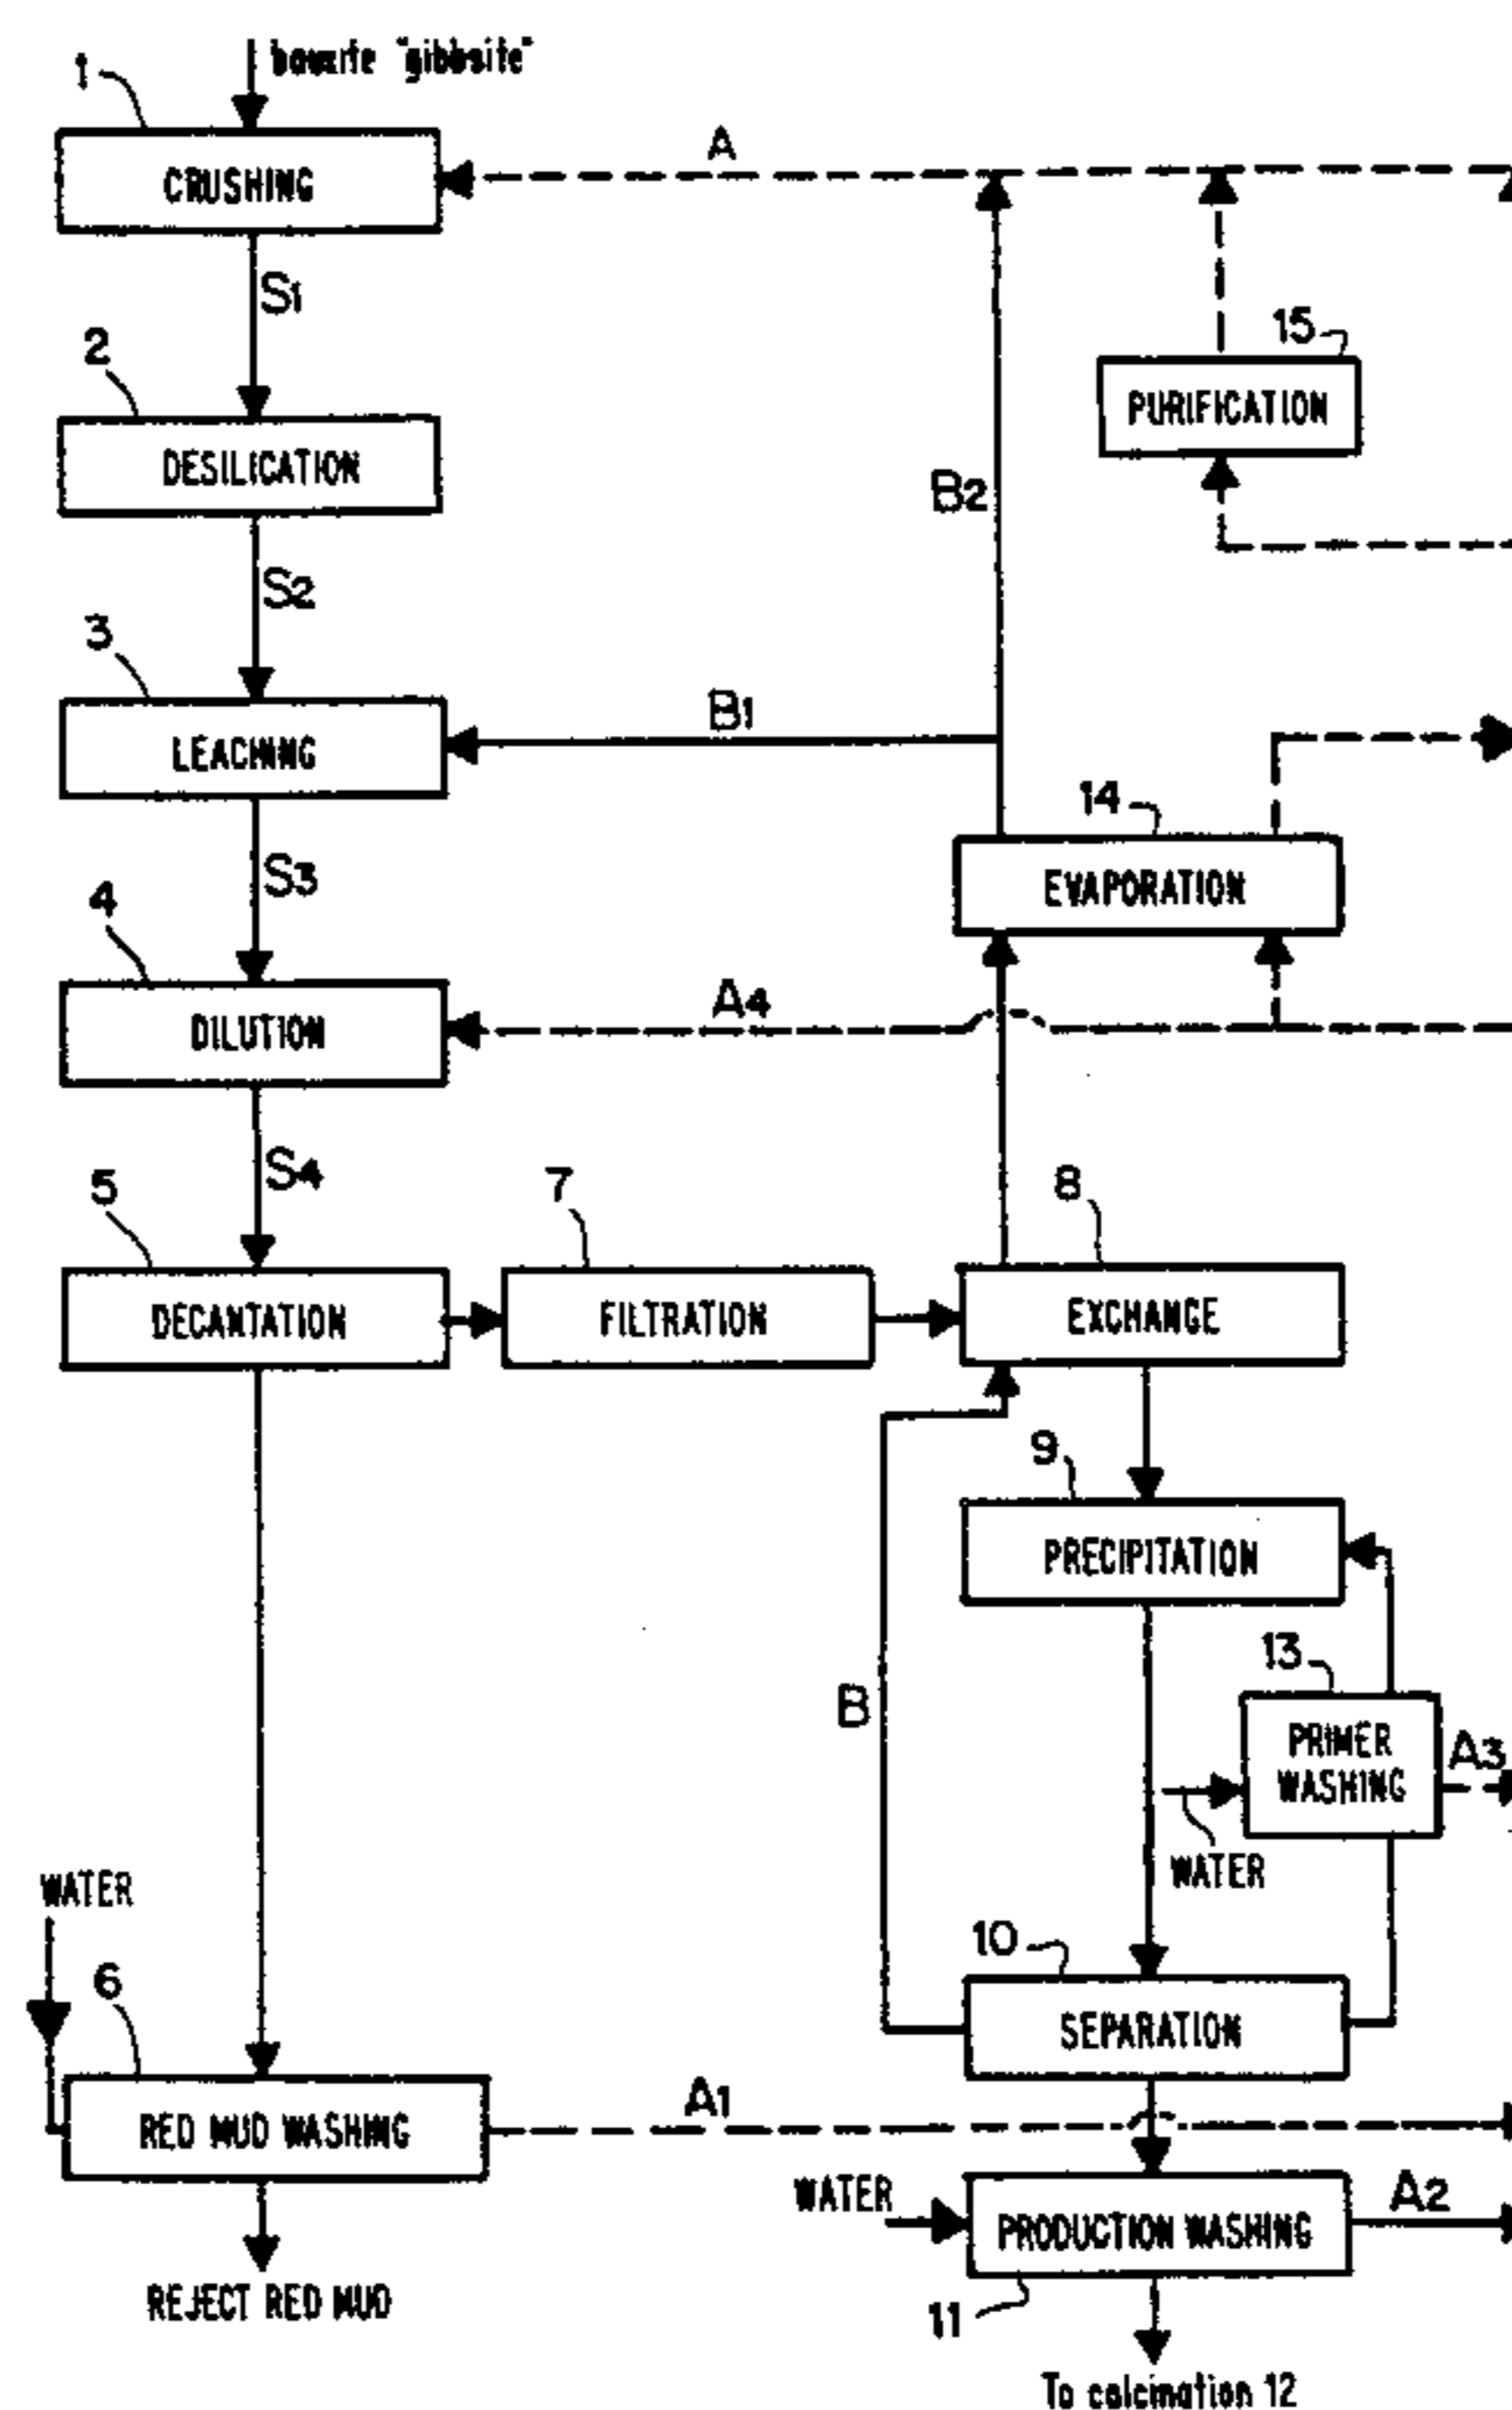 bauxite "gibbsite"
1
CRUSHING
A
S1
15
2
PURIFICATION
DESILICATION
B2
S2
3
B1
LEACHING
14
S3
EVAPORATION
4
A4
DILUTION
S4
5
7
8
DECANTATION
FILTRATION
EXCHANGE
9
PRECIPITATION
13
B
PRIMER
WASHING
A3
WATER
WATER
10
6
SEPARATION
A1
RED MUD WASHING
WATER
A2
PRODUCTION WASHING
REJECT RED MUD
11
To calcination 12